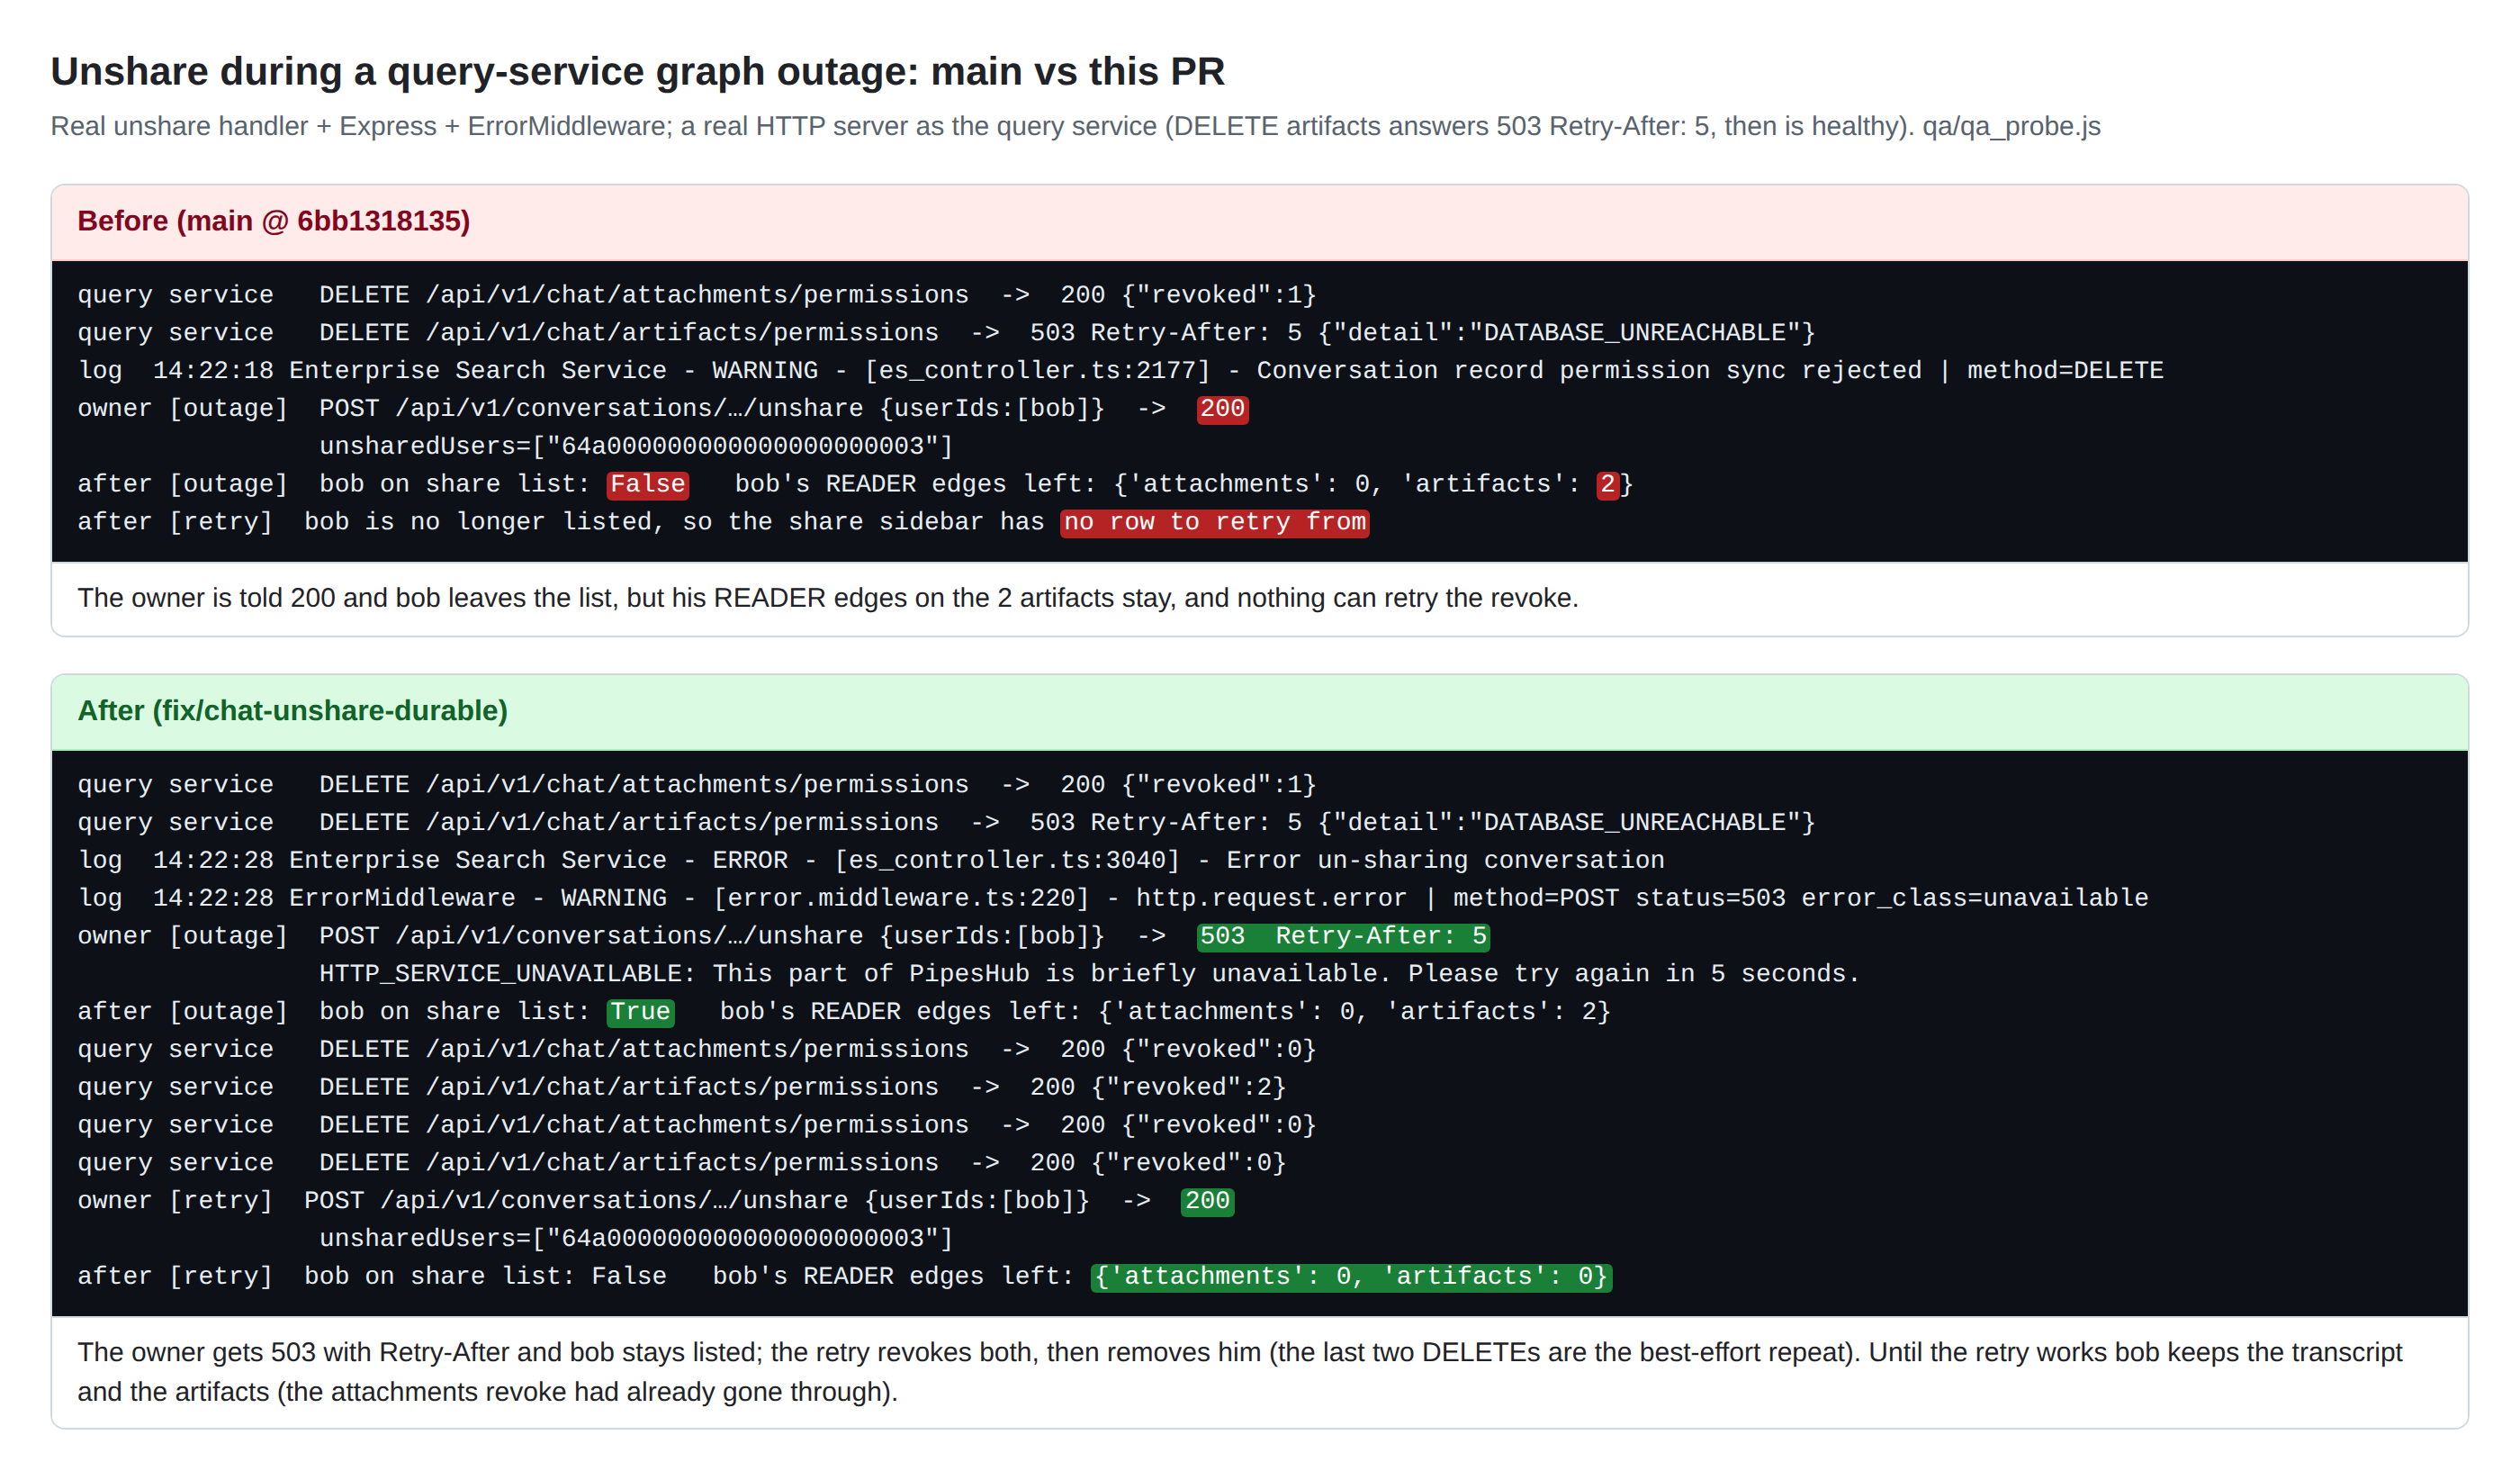 Unshare during a query-service graph outage: main vs this PR
Real unshare handler + Express + ErrorMiddleware; a real HTTP server as the query service (DELETE artifacts answers 503 Retry-After: 5, then is healthy). qa/qa_probe.js
Before (main @ 6bb1318135)
query service   DELETE /api/v1/chat/attachments/permissions  ->  200 {"revoked":1}
query service   DELETE /api/v1/chat/artifacts/permissions  ->  503 Retry-After: 5 {"detail":"DATABASE_UNREACHABLE"}
log  14:22:18 Enterprise Search Service - WARNING - [es_controller.ts:2177] - Conversation record permission sync rejected | method=DELETE
owner [outage]  POST /api/v1/conversations/…/unshare {userIds:[bob]}  ->  200
unsharedUsers=["64a000000000000000000003"]
after [outage]  bob on share list: False   bob's READER edges left: {'attachments': 0, 'artifacts': 2}
after [retry]  bob is no longer listed, so the share sidebar has no row to retry from
The owner is told 200 and bob leaves the list, but his READER edges on the 2 artifacts stay, and nothing can retry the revoke.
After (fix/chat-unshare-durable)
query service   DELETE /api/v1/chat/attachments/permissions  ->  200 {"revoked":1}
query service   DELETE /api/v1/chat/artifacts/permissions  ->  503 Retry-After: 5 {"detail":"DATABASE_UNREACHABLE"}
log  14:22:28 Enterprise Search Service - ERROR - [es_controller.ts:3040] - Error un-sharing conversation
log  14:22:28 ErrorMiddleware - WARNING - [error.middleware.ts:220] - http.request.error | method=POST status=503 error_class=unavailable
owner [outage]  POST /api/v1/conversations/…/unshare {userIds:[bob]}  ->  503  Retry-After: 5
HTTP_SERVICE_UNAVAILABLE: This part of PipesHub is briefly unavailable. Please try again in 5 seconds.
after [outage]  bob on share list: True   bob's READER edges left: {'attachments': 0, 'artifacts': 2}
query service   DELETE /api/v1/chat/attachments/permissions  ->  200 {"revoked":0}
query service   DELETE /api/v1/chat/artifacts/permissions  ->  200 {"revoked":2}
query service   DELETE /api/v1/chat/attachments/permissions  ->  200 {"revoked":0}
query service   DELETE /api/v1/chat/artifacts/permissions  ->  200 {"revoked":0}
owner [retry]  POST /api/v1/conversations/…/unshare {userIds:[bob]}  ->  200
unsharedUsers=["64a000000000000000000003"]
after [retry]  bob on share list: False   bob's READER edges left: {'attachments': 0, 'artifacts': 0}
The owner gets 503 with Retry-After and bob stays listed; the retry revokes both, then removes him (the last two DELETEs are the best-effort repeat). Until the retry works bob keeps the transcript
and the artifacts (the attachments revoke had already gone through).